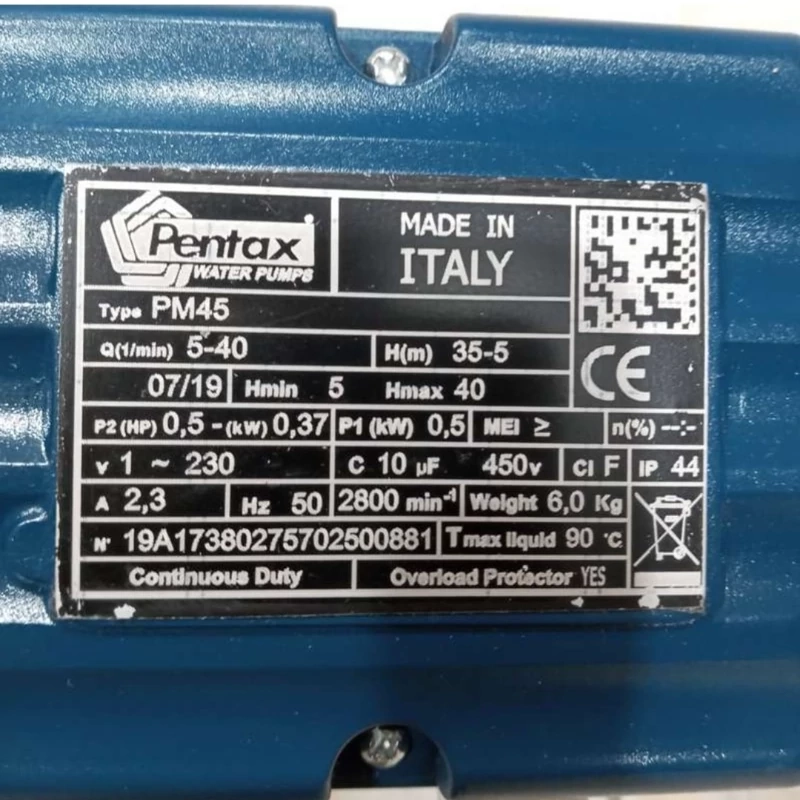 Pentax
WATER PUMPS
MADE IN
ITALY
Type PM45
Q(1/min) 5-40 H(m) 35-5
07/19 Hmin 5 Hmax 40
CE
P2 (HP) 0,5 - (kW) 0,37 P1 (kW) 0,5 MEI ≥ n(%) --:-
V 1 ~ 230 C 10 µF 450v Cl F IP 44
A 2,3 Hz 50 2800 min-1 Weight 6,0 Kg
N° 19A17380275702500881 Tmax liquid 90 °C
Continuous Duty Overload Protector YES